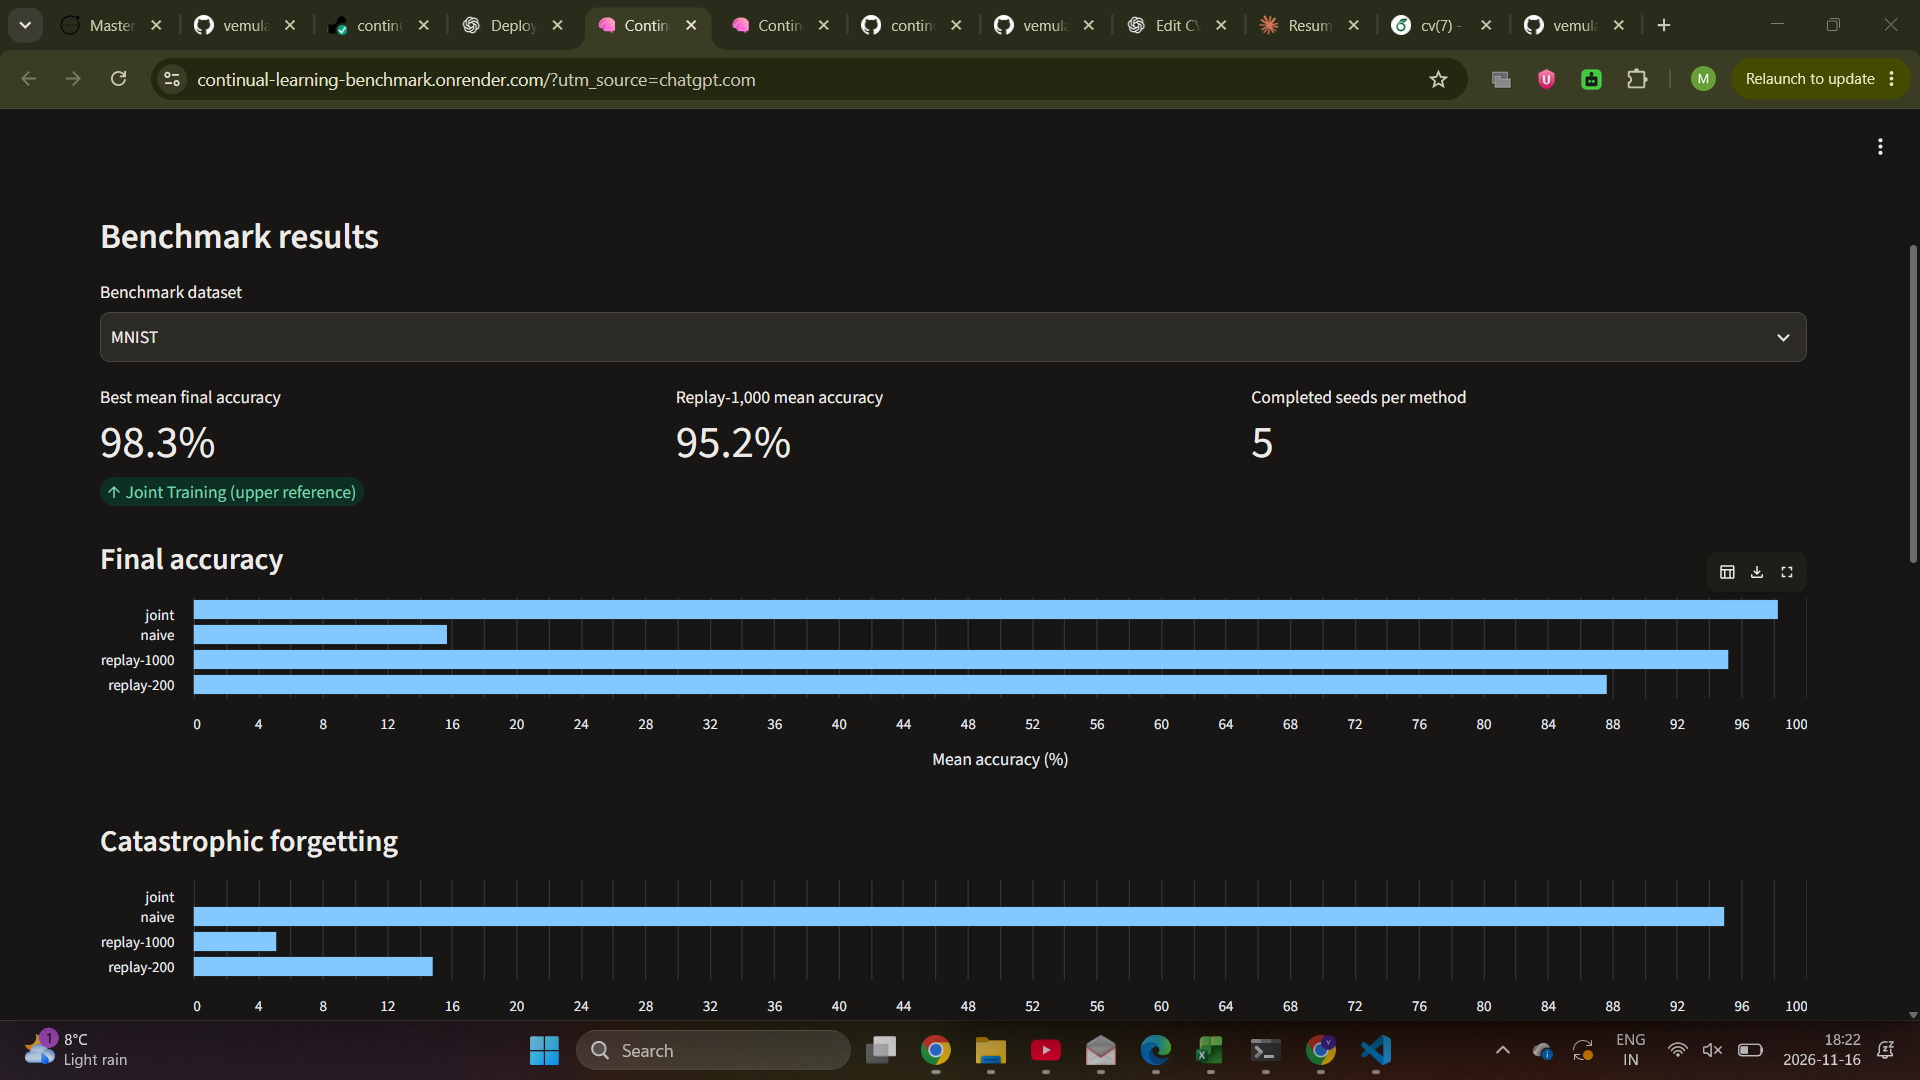 Master
vemula
continu
Deploy
Contin
Contin
contin
vemula
Edit CV
Resum
cv(7) -
vemula
continual-learning-benchmark.onrender.com/?utm_source=chatgpt.com
M
Relaunch to update
Benchmark results
Benchmark dataset
MNIST
Best mean final accuracy
98.3%
↑ Joint Training (upper reference)
Replay-1,000 mean accuracy
95.2%
Completed seeds per method
5
Final accuracy
joint
naive
replay-1000
replay-200
0 4 8 12 16 20 24 28 32 36 40 44 48 52 56 60 64 68 72 76 80 84 88 92 96 100
Mean accuracy (%)
Catastrophic forgetting
joint
naive
replay-1000
replay-200
0 4 8 12 16 20 24 28 32 36 40 44 48 52 56 60 64 68 72 76 80 84 88 92 96 100
1
8°C
Light rain
Search
ENG
IN
18:22
2026-11-16